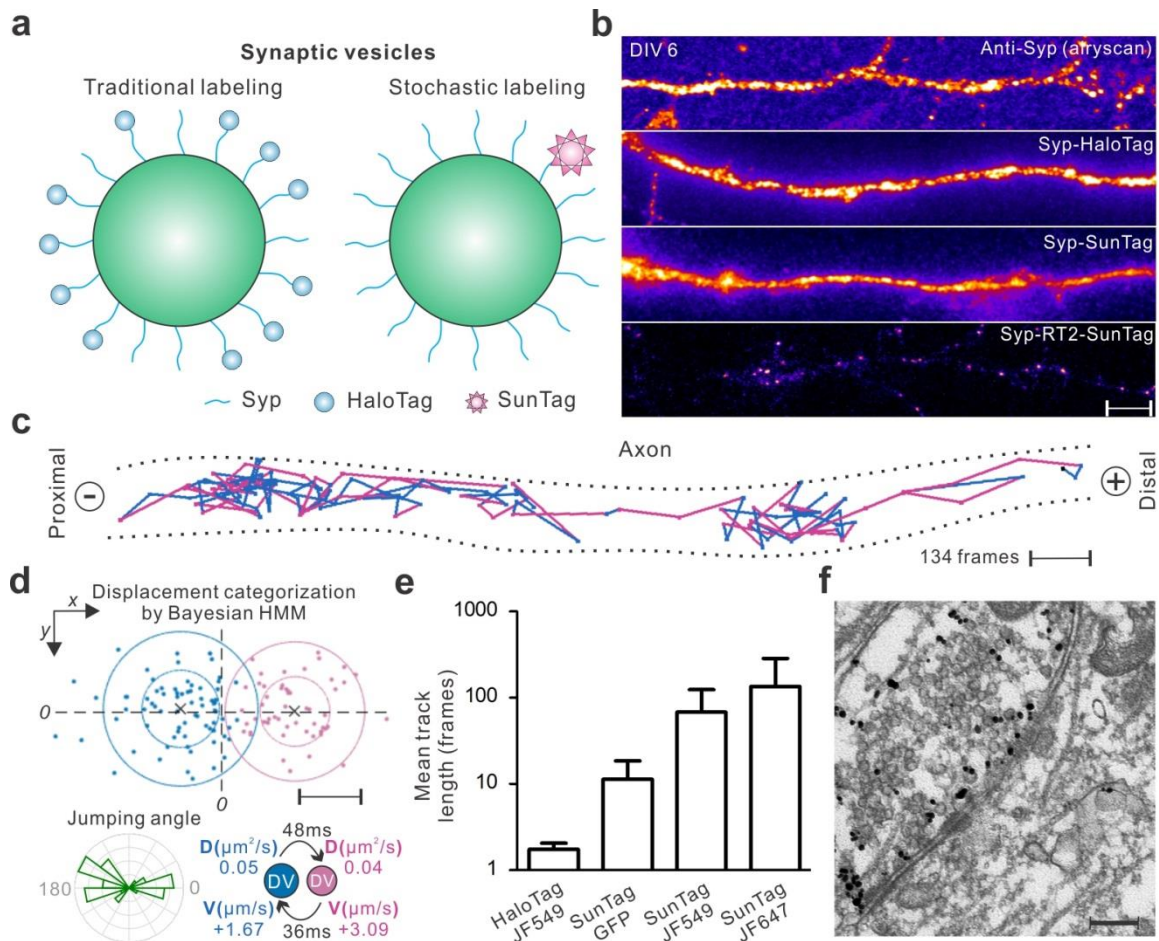 a
Synaptic vesicles
Traditional labeling
Stochastic labeling
Syp
HaloTag
SunTag
b
DIV 6
Anti-Syp (airyscan)
Syp-HaloTag
Syp-SunTag
Syp-RT2-SunTag
c
Axon
Proximal
-
+
Distal
134 frames
d
x
y
Displacement categorization
by Bayesian HMM
0
0
Jumping angle
180
0
48ms
D(µm²/s)
0.05
D(µm²/s)
0.04
DV
DV
V(µm/s)
+1.67
V(µm/s)
+3.09
36ms
e
Mean track
length (frames)
1000
100
10
1
HaloTag
JF549
SunTag
GFP
SunTag
JF549
SunTag
JF647
f